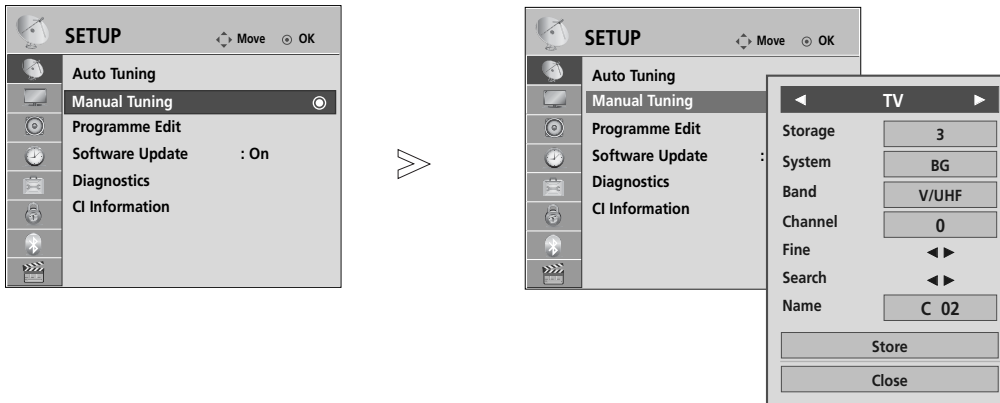 SETUP
Move OK
Auto Tuning
Manual Tuning
Programme Edit
Software Update : On
Diagnostics
CI Information
SETUP
Move OK
Auto Tuning
Manual Tuning
Programme Edit
Software Update :
Diagnostics
CI Information
◄ TV ►
Storage 3
System BG
Band V/UHF
Channel 0
Fine ◄ ►
Search ◄ ►
Name C 02
Store
Close